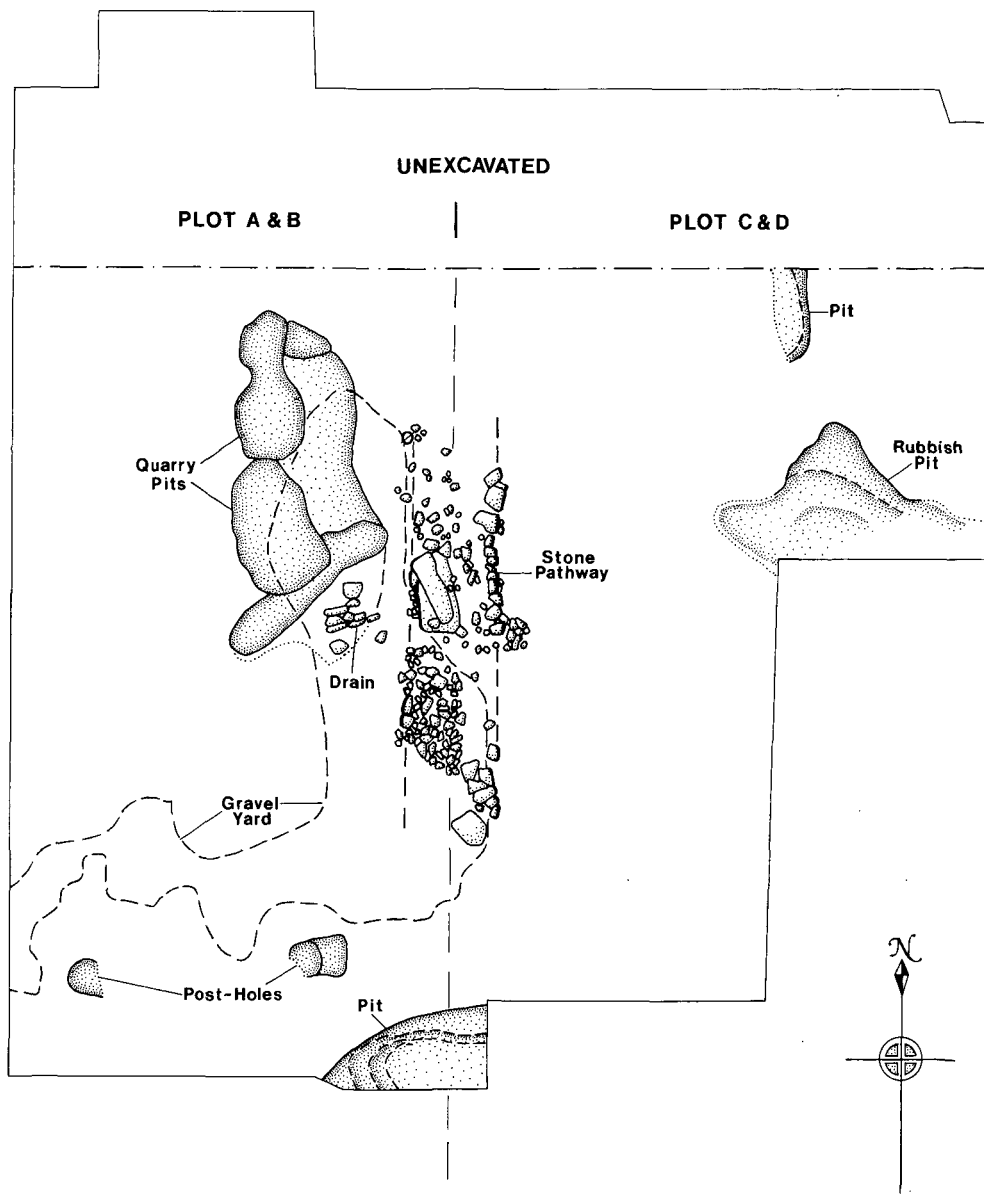 UNEXCAVATED
PLOT A & B
PLOT C & D
Pit
Quarry
Pits
Rubbish
Pit
Stone
Pathway
Drain
Gravel
Yard
Post-Holes
Pit
N